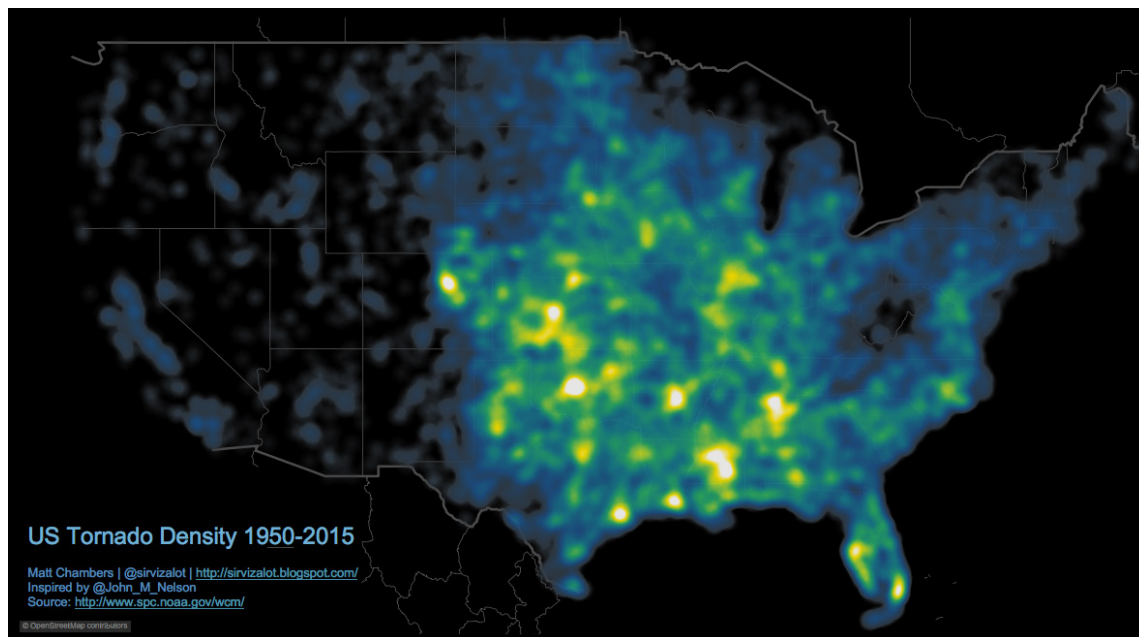 US Tornado Density 1950-2015
Matt Chambers | @sirvizalot | http://sirvizalot.blogspot.com/
Inspired by @John_M_Nelson
Source: http://www.spc.noaa.gov/wcm/
© OpenStreetMap contributors